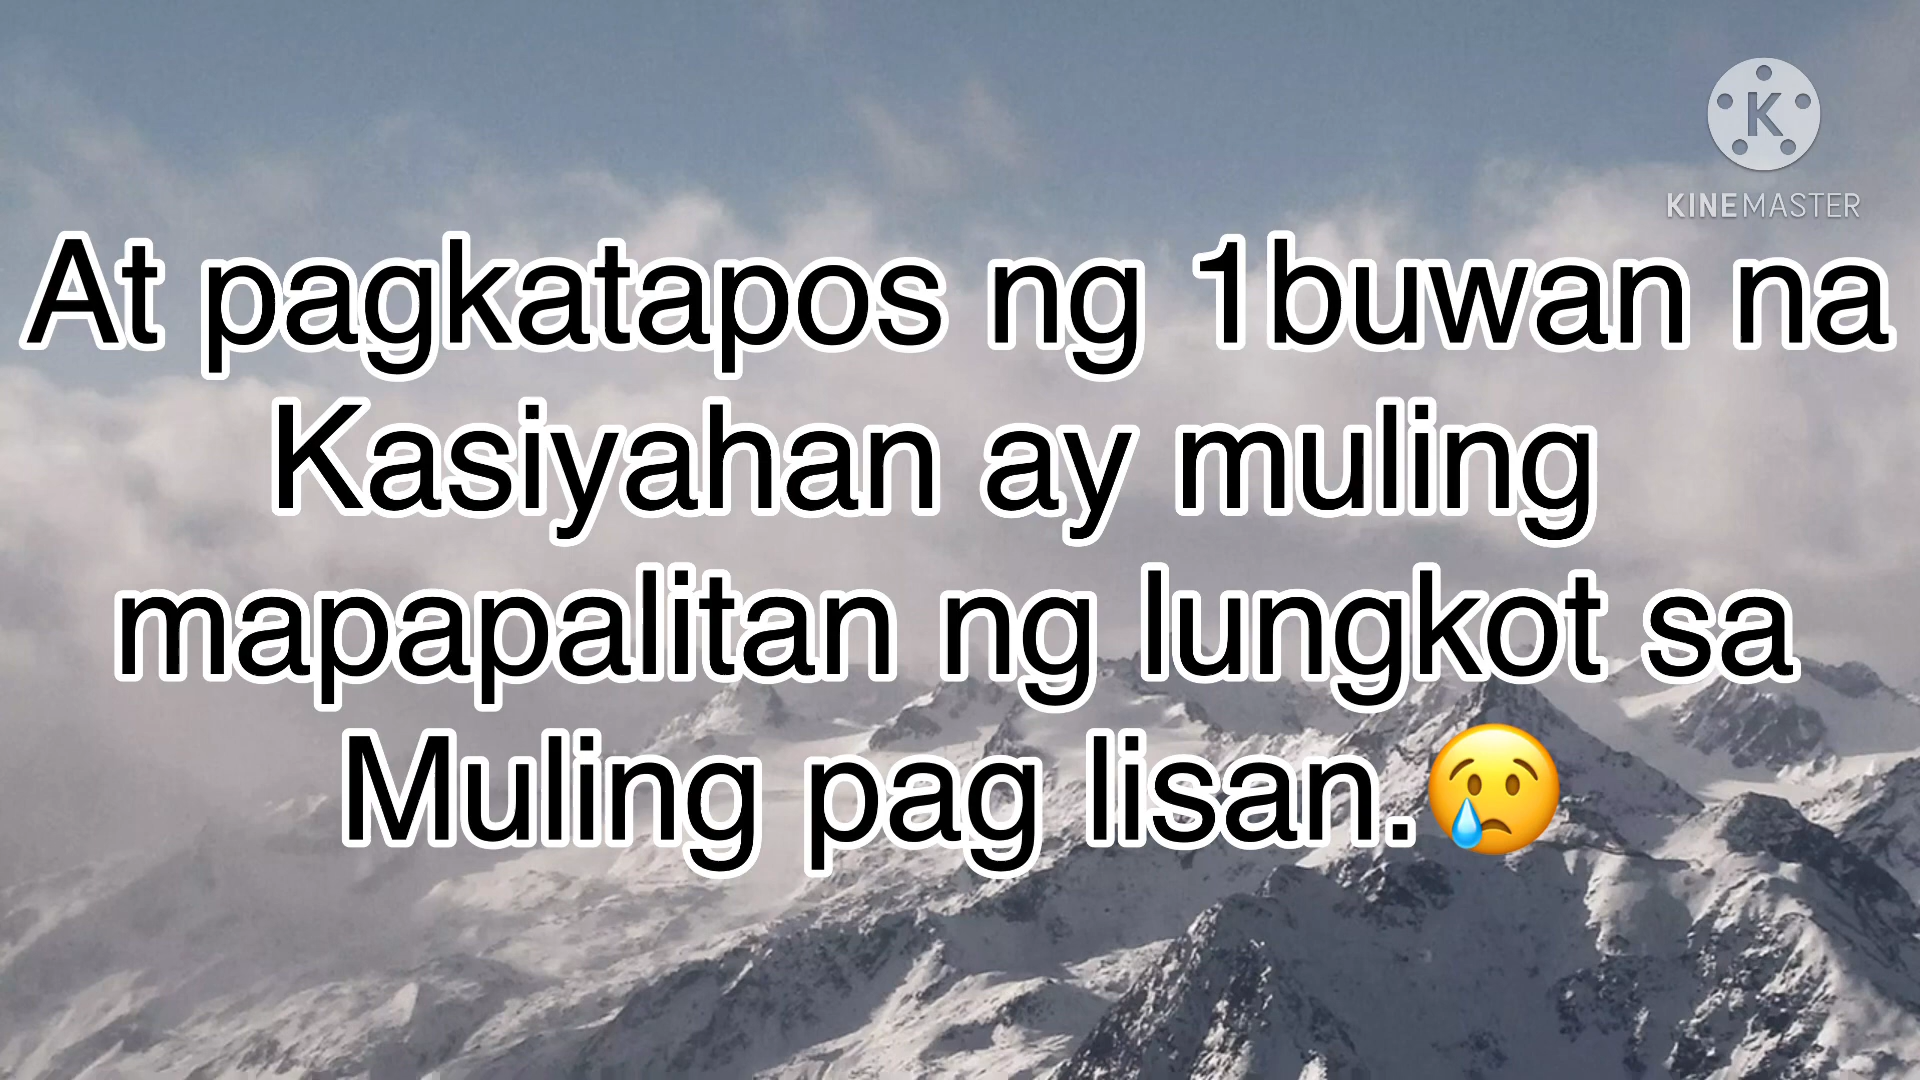 K
KINEMASTER
At pagkatapos ng 1buwan na
Kasiyahan ay muling
mapapalitan ng lungkot sa
Muling pag lisan.😢